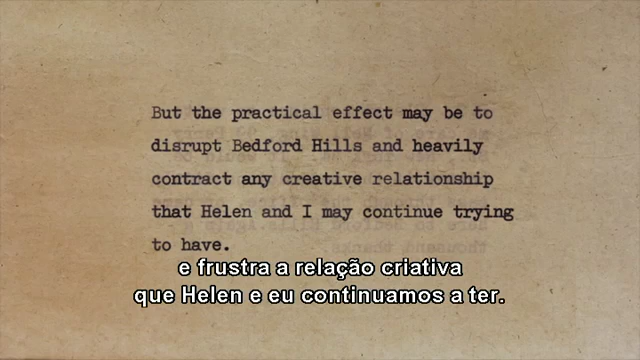 But the practical effect may be to
disrupt Bedford Hills and heavily
contract any creative relationship
that Helen and I may continue trying
to have.
e frustra a relação criativa
que Helen e eu continuamos a ter.